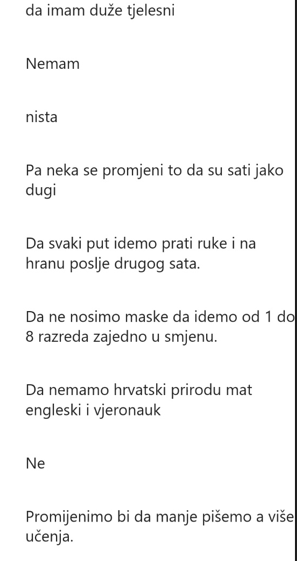 da imam duže tjelesni
Nemam
nista
Pa neka se promjeni to da su sati jako
dugi
Da svaki put idemo prati ruke i na
hranu poslje drugog sata.
Da ne nosimo maske da idemo od 1 do
8 razreda zajedno u smjenu.
Da nemamo hrvatski prirodu mat
engleski i vjeronauk
Ne
Promijenimo bi da manje pišemo a više
učenja.